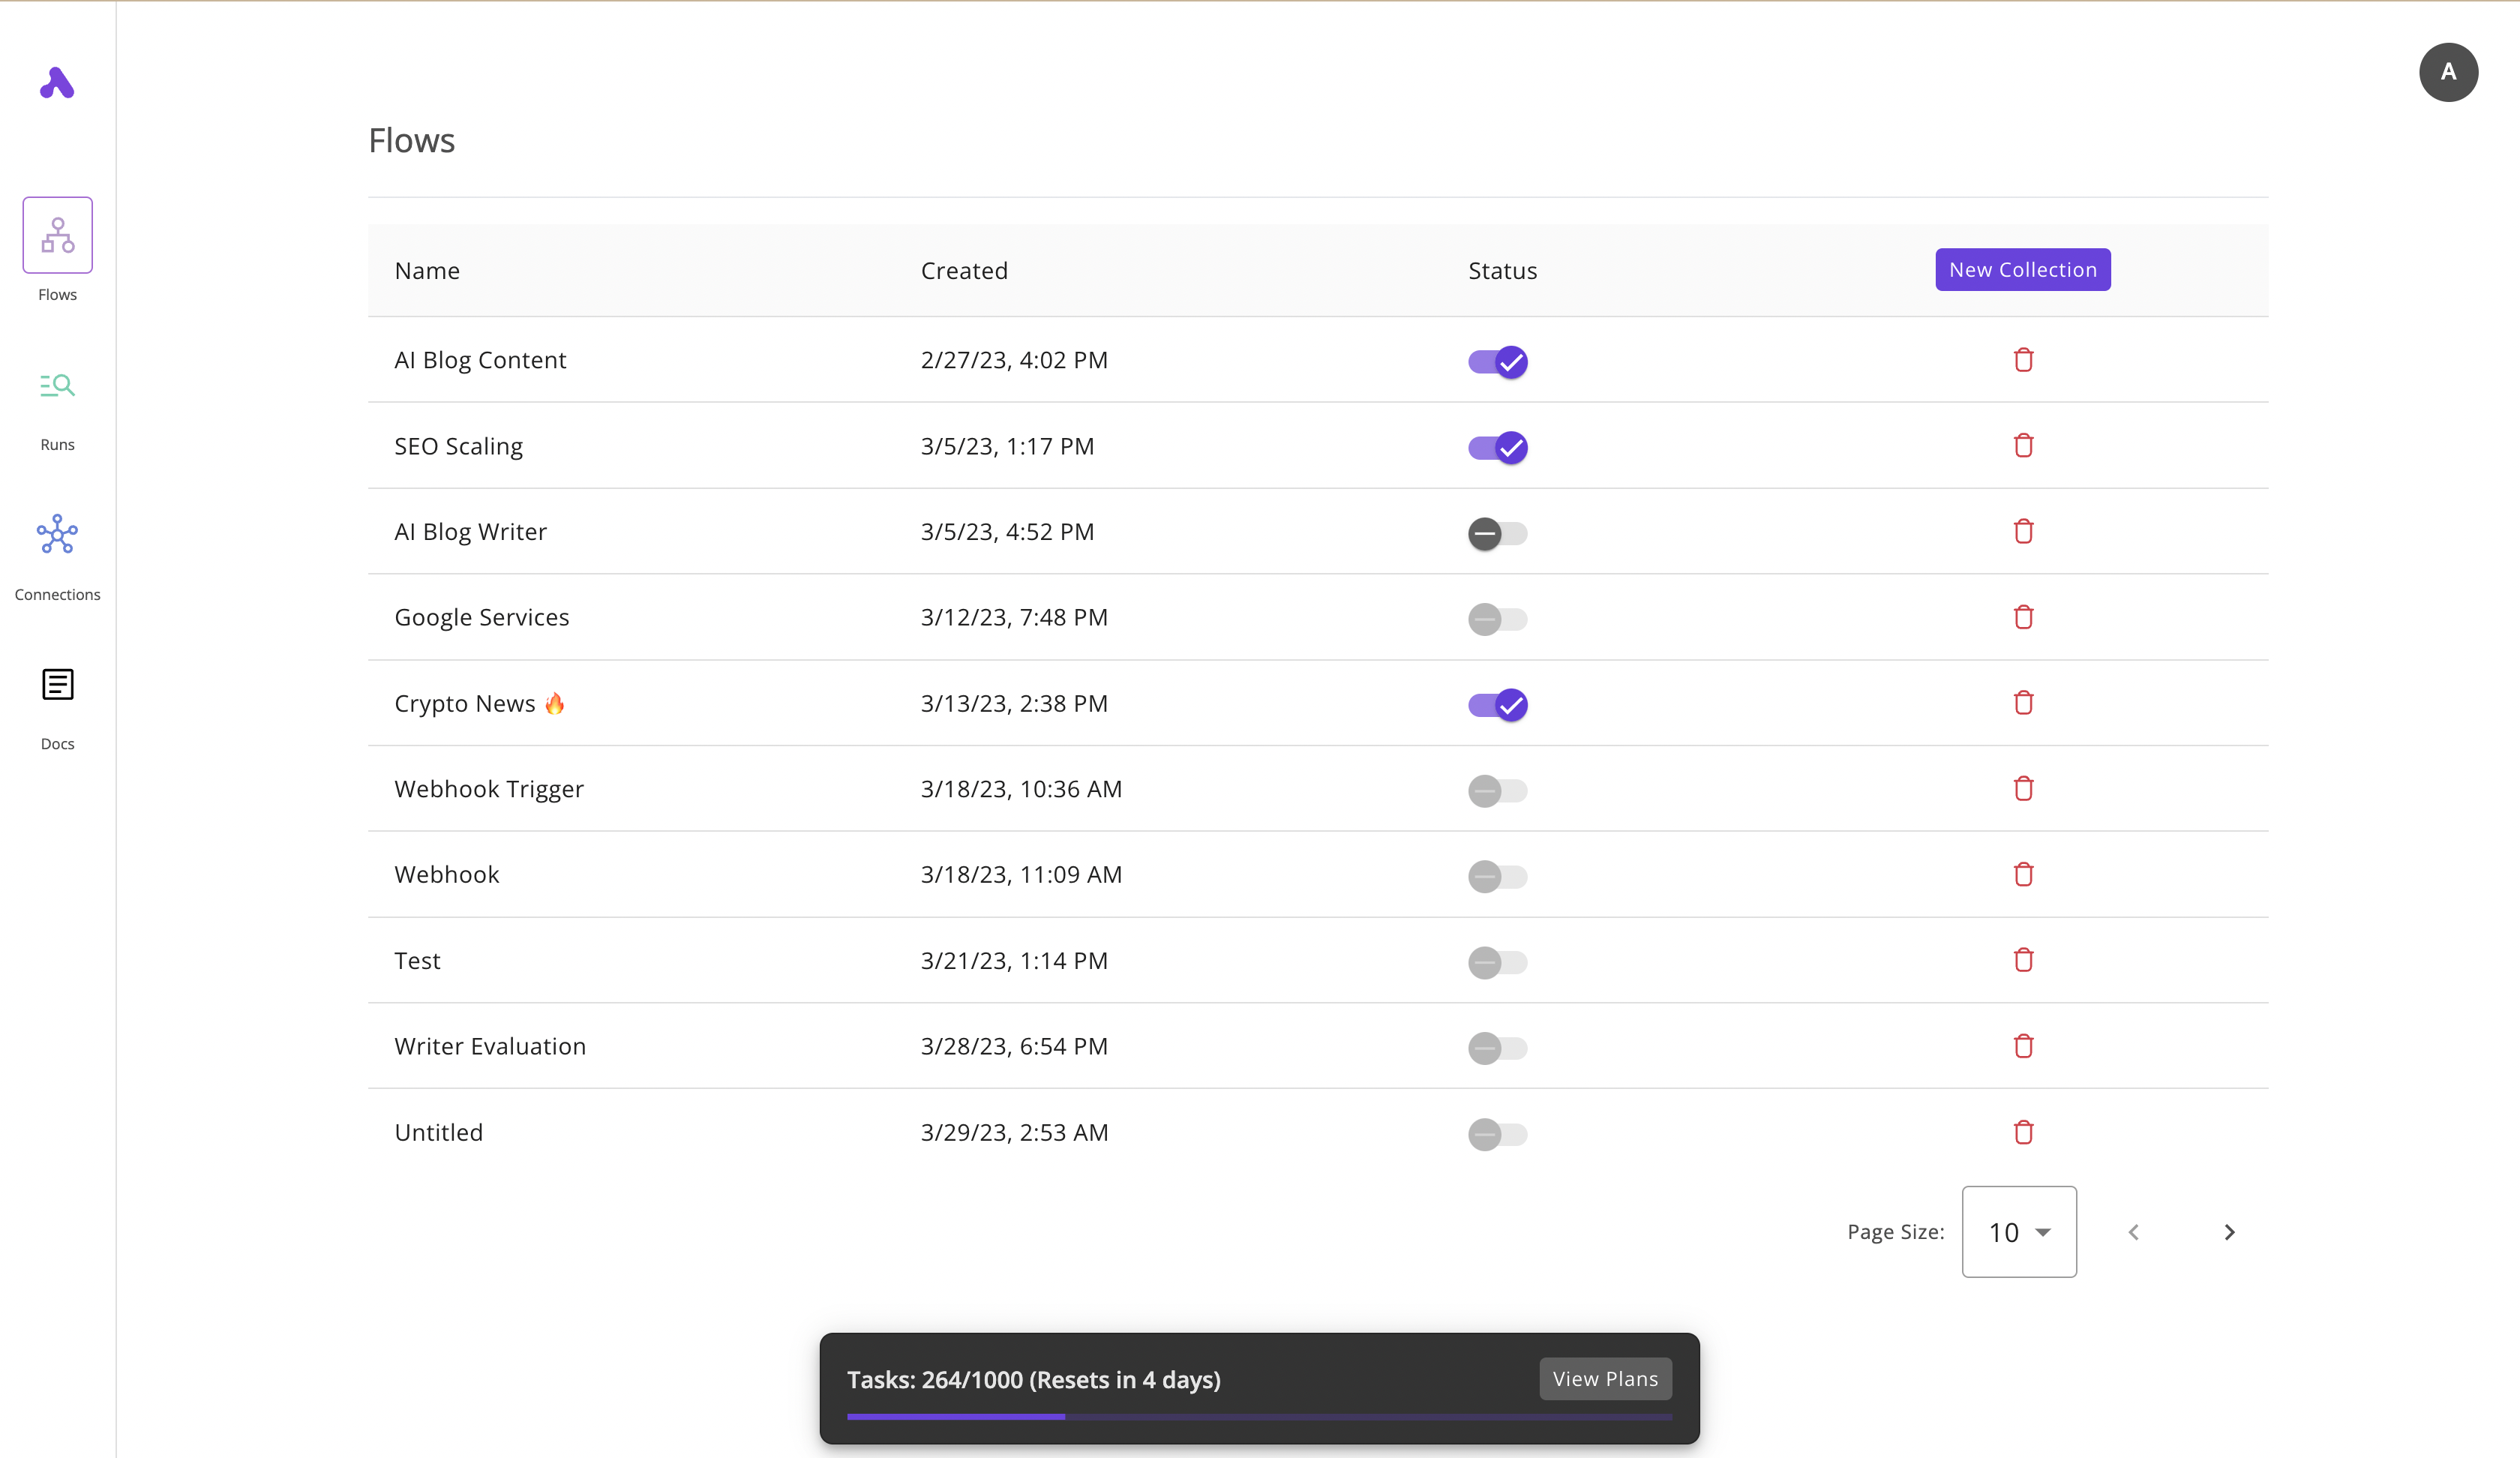 A
Flows
Name Created Status New Collection
AI Blog Content 2/27/23, 4:02 PM
SEO Scaling 3/5/23, 1:17 PM
AI Blog Writer 3/5/23, 4:52 PM
Google Services 3/12/23, 7:48 PM
Crypto News 🔥 3/13/23, 2:38 PM
Webhook Trigger 3/18/23, 10:36 AM
Webhook 3/18/23, 11:09 AM
Test 3/21/23, 1:14 PM
Writer Evaluation 3/28/23, 6:54 PM
Untitled 3/29/23, 2:53 AM
Page Size: 10
Tasks: 264/1000 (Resets in 4 days) View Plans
Flows
Runs
Connections
Docs